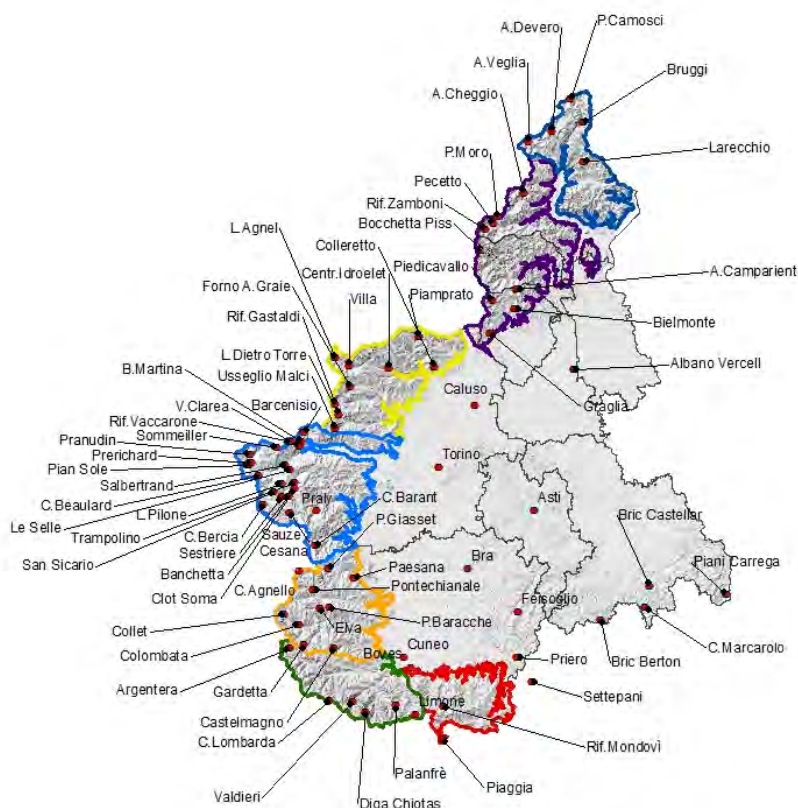 P.Camosci
A.Devero
A.Veglia
Bruggi
A.Cheggio
P.Moro
Larecchio
Pecetto
Rif.Zamboni
Bocchetta Piss
L.Agnel
Colleretto
Centr.Idroelet
Piedicavallo
A.Camparient
Forno A.Graie
Villa
Piamprato
Rif.Gastaldi
Bielmonte
L.Dietro Torre
B.Martina
Usseglio Malci
Albano Vercell
Caluso
Graglia
V.Clarea
Barcenisio
Rif.Vaccarone
Sommeiller
Pranudin
Prerichard
Pian Sole
Torino
Salbertrand
C.Barant
C.Beaulard
Praly
Asti
L.Pilone
Bric Castellar
Le Selle
P.Giasset
Trampolino
C.Bercia
Sauze
San Sicario
Sestriere
Cesana
Bra
Piani Carrega
Banchetta
Paesana
C.Agnello
Pontechianale
Clot Soma
Feisoglio
Collet
Elva
P.Baracche
C.Marcarolo
Colombata
Bric Berton
Boves
Cuneo
Priero
Argentera
Settepani
Gardetta
Limone
Castelmagno
C.Lombarda
Rif.Mondovì
Palanfrè
Piaggia
Valdieri
Diga Chiotas